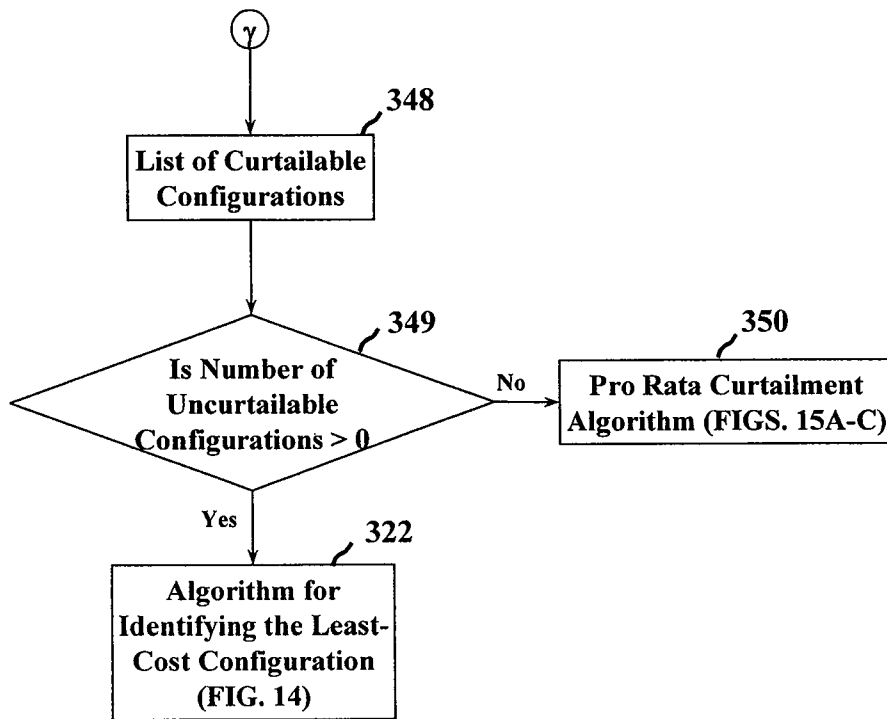 γ
348
List of Curtailable
Configurations
349
Is Number of
Uncurtailable
Configurations > 0
No
350
Pro Rata Curtailment
Algorithm (FIGS. 15A-C)
Yes
322
Algorithm for
Identifying the Least-
Cost Configuration
(FIG. 14)